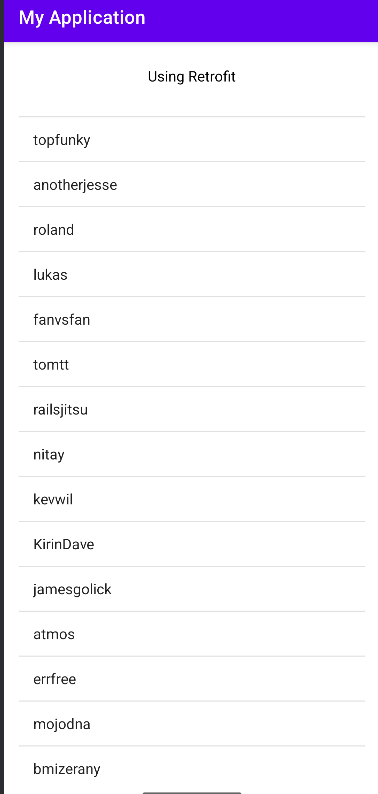 My Application
Using Retrofit
topfunky
anotherjesse
roland
lukas
fanvsfan
tomtt
railsjitsu
nitay
kevwil
KirinDave
jamesgolick
atmos
errfree
mojodna
bmizerany